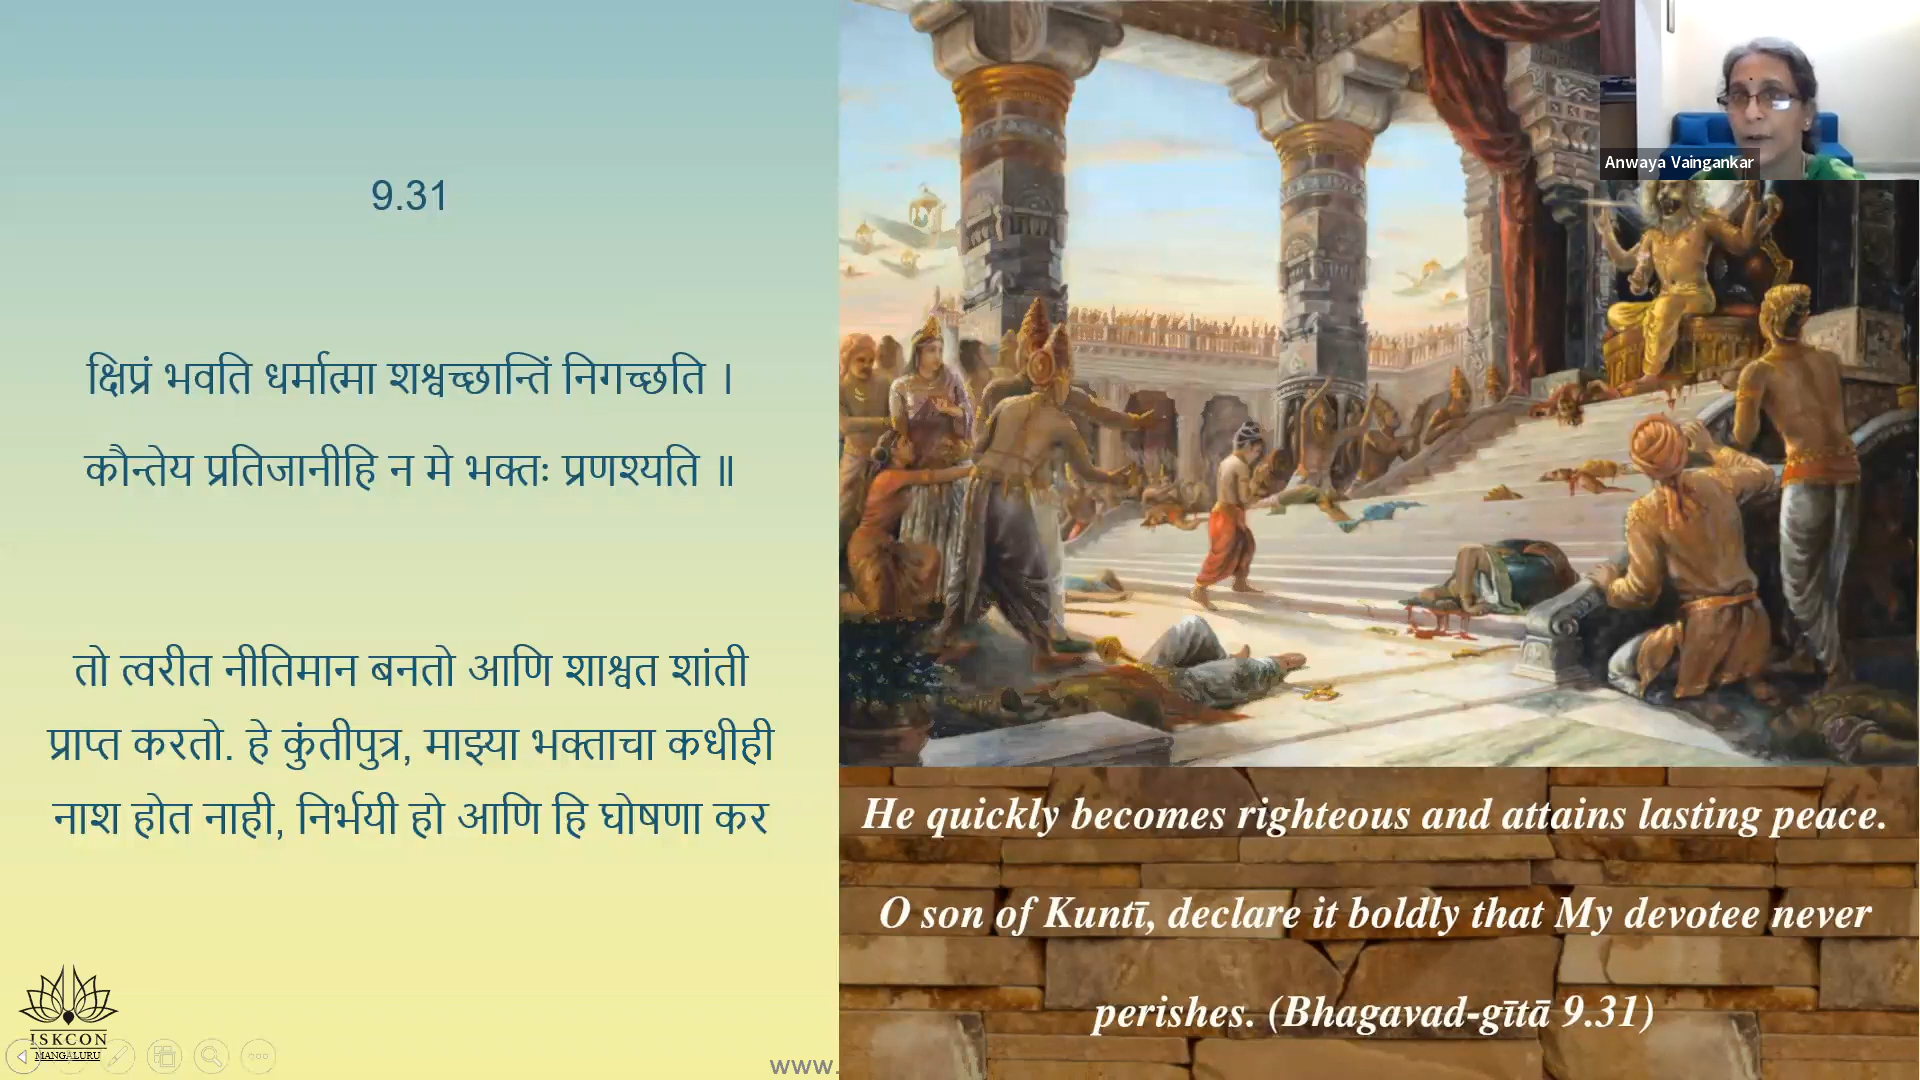 9.31
क्षिप्रं भवति धर्मात्मा शश्वच्छान्तिं निगच्छति ।
कौन्तेय प्रतिजानीहि न मे भक्तः प्रणश्यति ॥
तो त्वरीत नीतिमान बनतो आणि शाश्वत शांती
प्राप्त करतो. हे कुंतीपुत्र, माझ्या भक्ताचा कधीही
नाश होत नाही, निर्भयी हो आणि हि घोषणा कर
ISKCON
MANGALURU
www.
Anwaya Vaingankar
He quickly becomes righteous and attains lasting peace.
O son of Kuntī, declare it boldly that My devotee never
perishes. (Bhagavad-gītā 9.31)